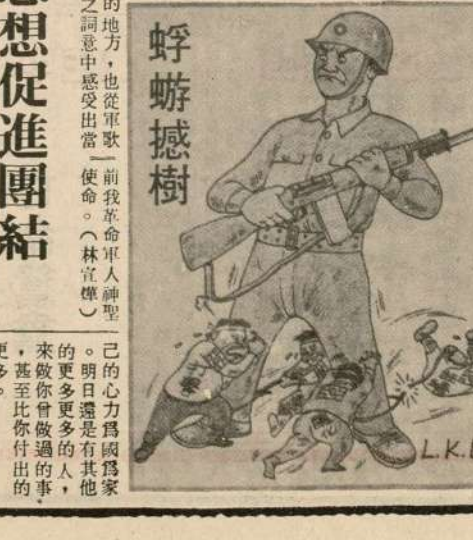 蜉蝣撼樹
L.K.
的地方，也從軍歌
之詞意中感受出當
前我革命軍人神聖
使命。（林宣燁）
想促進團結
己的心力爲國爲家
。明日還是有其他
的更多更多的人，
來做你曾做過的事
，甚至比你付出的
更多。